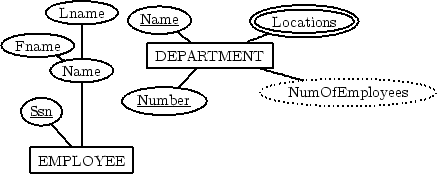 Lname
Name
Locations
Fname
DEPARTMENT
Name
Number
NumOfEmployees
Ssn
EMPLOYEE